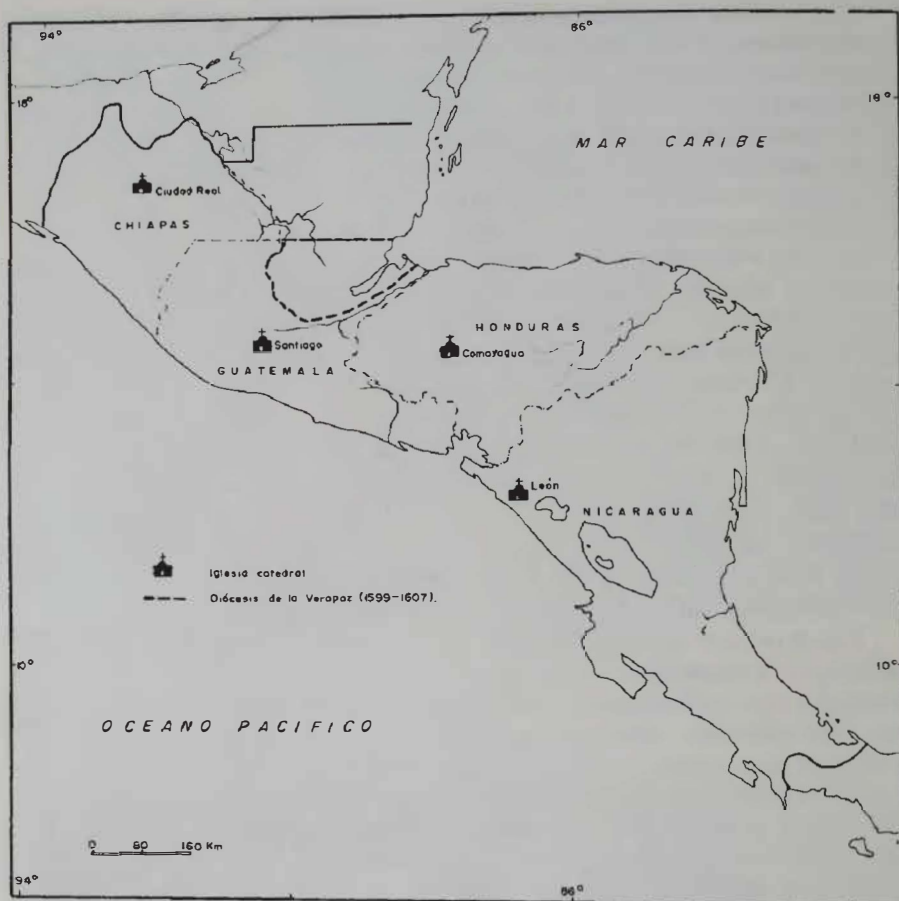 94°
86°
18°
18°
MAR CARIBE
Ciudad Real
CHIAPAS
HONDURAS
Santiago
Comayagua
GUATEMALA
León
NICARAGUA
Iglesia catedral
Diócesis de la Verapaz (1599-1607).
10°
10°
OCEANO PACIFICO
0 80 160 Km
94°
86°